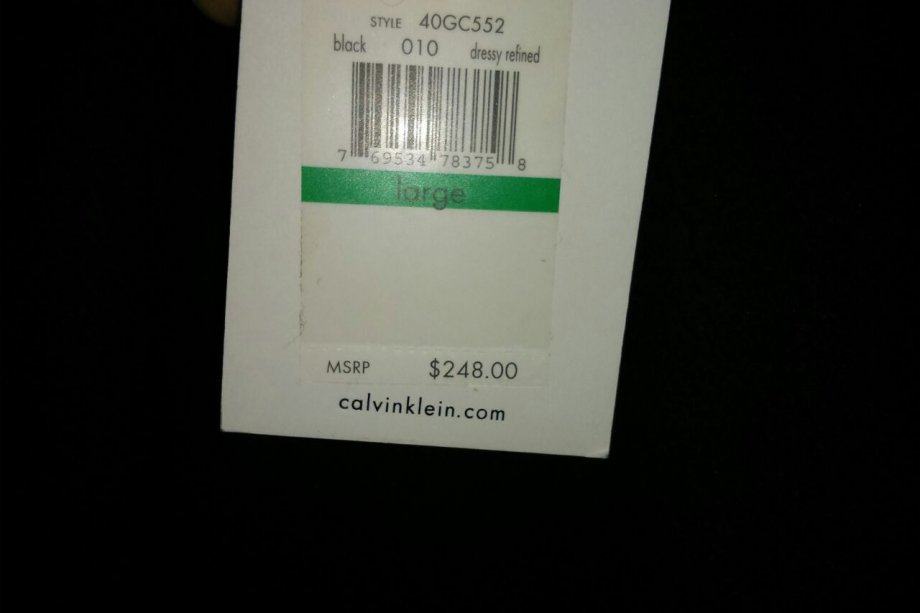 STYLE 40GC552
black 010 dressy refined
7 69534 78375 8
large
MSRP $248.00
calvinklein.com